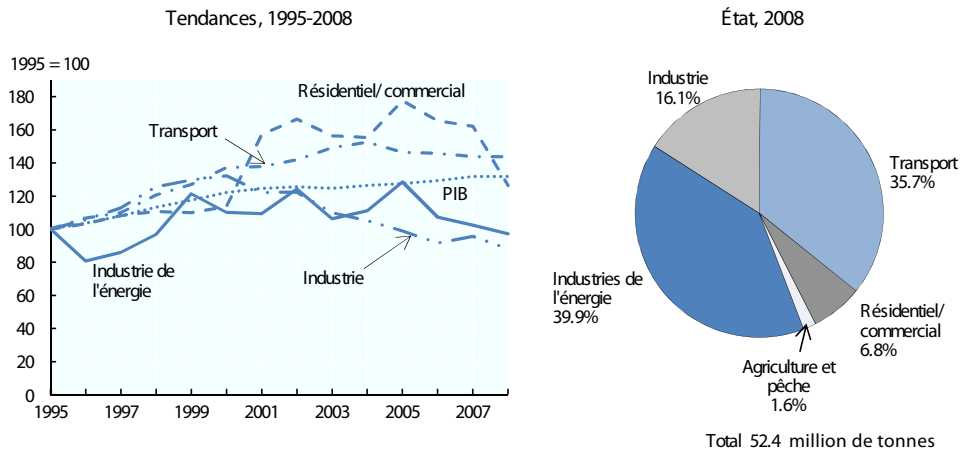 Tendances, 1995-2008
1995 = 100
180
160
140
120
100
80
60
40
20
0
1995
1997
1999
2001
2003
2005
2007
Résidentiel/ commercial
Transport
PIB
Industrie de
l'énergie
Industrie
État, 2008
Industrie
16.1%
Transport
35.7%
Industries de
l'énergie
39.9%
Résidentiel/
commercial
6.8%
Agriculture et
pêche
1.6%
Total 52.4 million de tonnes